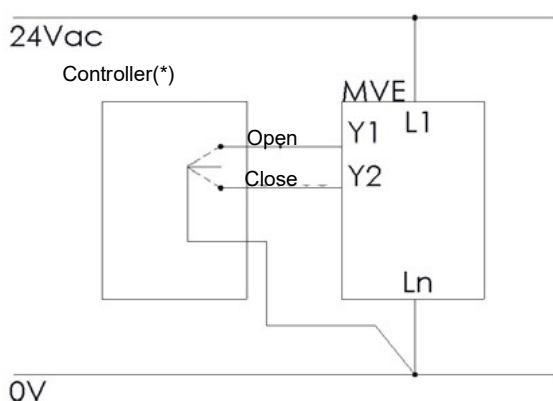 24Vac
Controller(*)
MVE
L1
Open
Y1
Close
Y2
Ln
0V